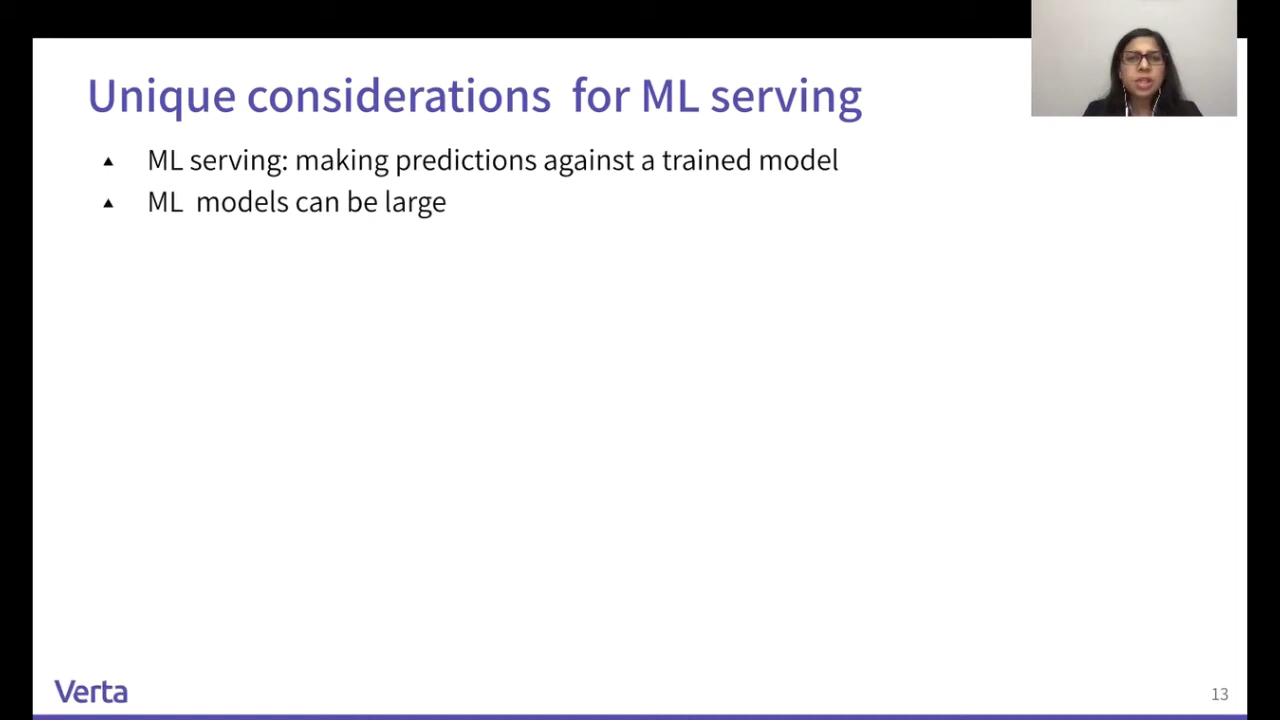 Unique considerations for ML serving
▲ ML serving: making predictions against a trained model
▲ ML models can be large
Verta
13